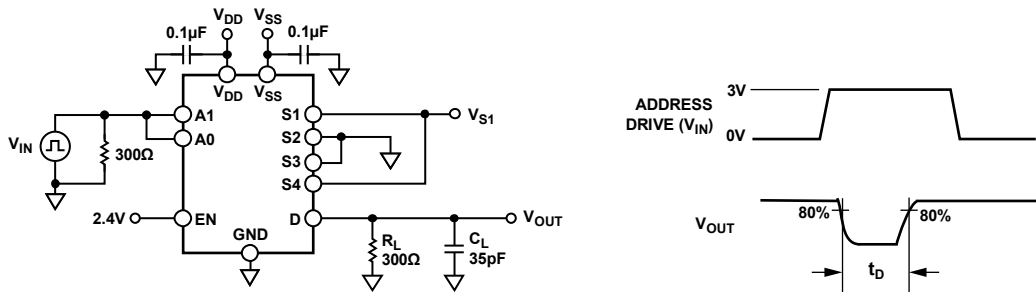 VDD VSS
0.1µF 0.1µF
VDD VSS
A1 S1 VS1
A0 S2
VIN 300Ω S3
S4
2.4V EN D VOUT
GND
RL
300Ω
CL
35pF
3V
ADDRESS
DRIVE (VIN)
0V
80% 80%
VOUT
tD